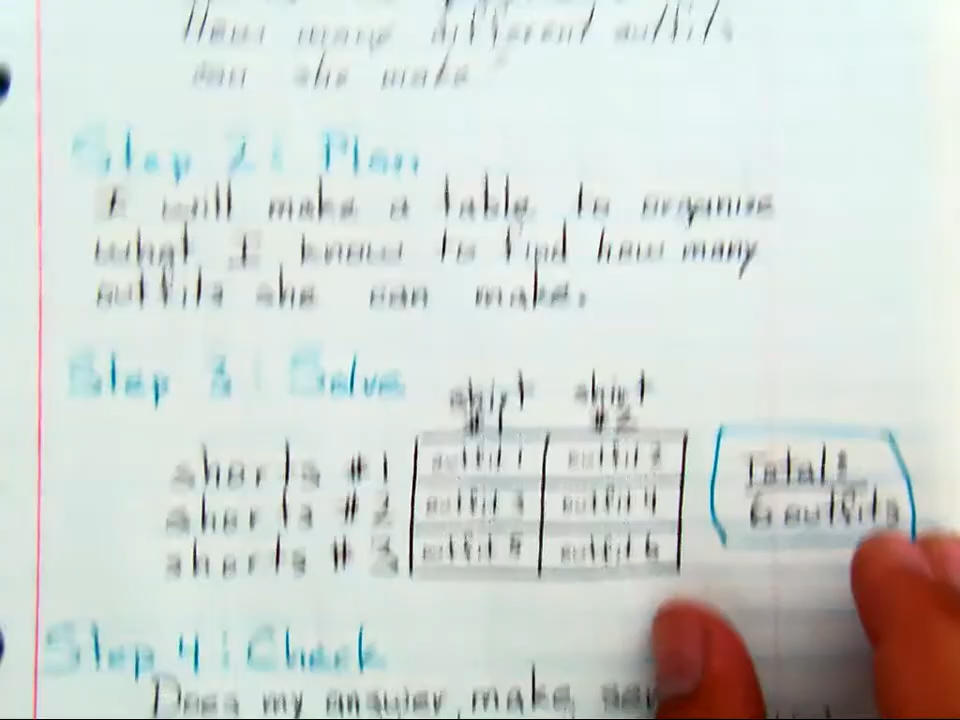 How many different outfits
can she make?
Step 2: Plan
I will make a table to organize
what I know to find how many
outfits she can make.
Step 3: Solve
shirt #1 shirt #2
shorts #1 outfit 1 outfit 2
shorts #2 outfit 3 outfit 4
shorts #3 outfit 5 outfit 6
Total:
6 outfits
Step 4: Check
Does my answer make